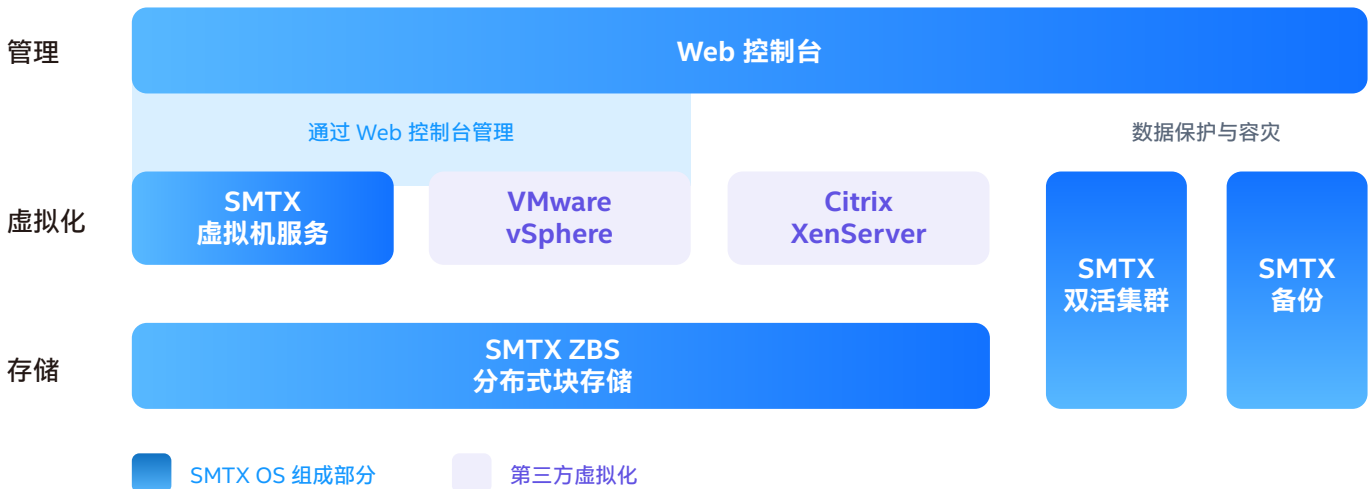 管理
Web 控制台
通过 Web 控制台管理
数据保护与容灾
虚拟化
SMTX
虚拟机服务
VMware
vSphere
Citrix
XenServer
SMTX
双活集群
SMTX
备份
存储
SMTX ZBS
分布式块存储
SMTX OS 组成部分
第三方虚拟化